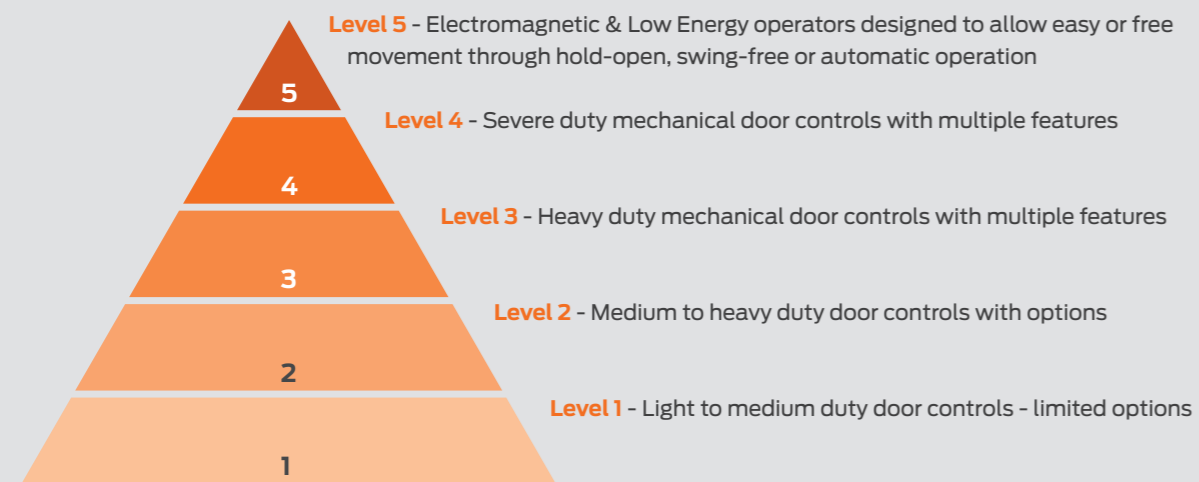 Level 5 - Electromagnetic & Low Energy operators designed to allow easy or free
movement through hold-open, swing-free or automatic operation
5
Level 4 - Severe duty mechanical door controls with multiple features
4
Level 3 - Heavy duty mechanical door controls with multiple features
3
Level 2 - Medium to heavy duty door controls with options
2
Level 1 - Light to medium duty door controls - limited options
1